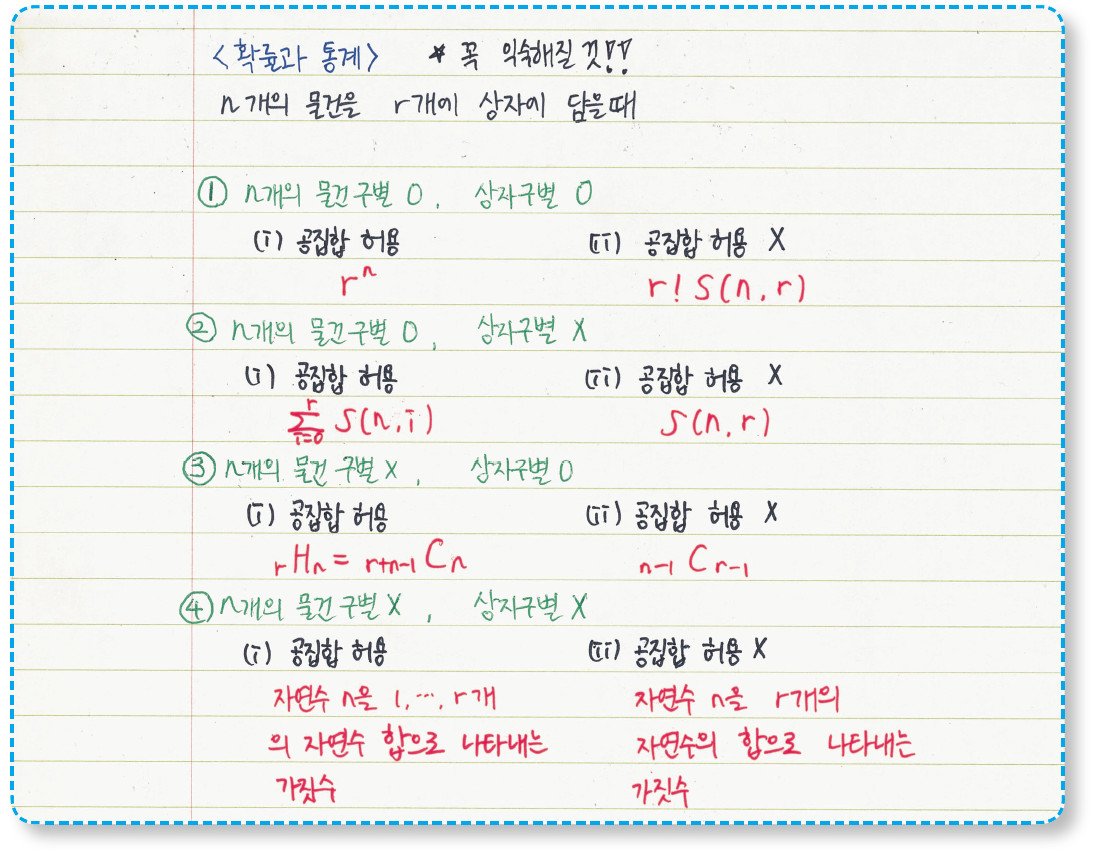 <확률과 통계> * 꼭 익숙해질 것!!
n개의 물건을 r개에 상자에 담을때
① n개의 물건구별 O, 상자구별 O
(i) 공집합 허용 (ii) 공집합 허용 X
rⁿ r! S(n, r)
② n개의 물건구별 O, 상자구별 X
(i) 공집합 허용 (ii) 공집합 허용 X
∑_{i=0}^{r} S(n, i) S(n, r)
③ n개의 물건 구별 X, 상자구별 O
(i) 공집합 허용 (ii) 공집합 허용 X
ᵣHₙ = ᵣ₊ₙ₋₁Cₙ ₙ₋₁Cᵣ₋₁
④ n개의 물건구별 X, 상자구별 X
(i) 공집합 허용 (ii) 공집합 허용 X
자연수 n을 1, ⋯, r개 자연수 n을 r개의
의 자연수 합으로 나타내는 자연수의 합으로 나타내는
가짓수 가짓수